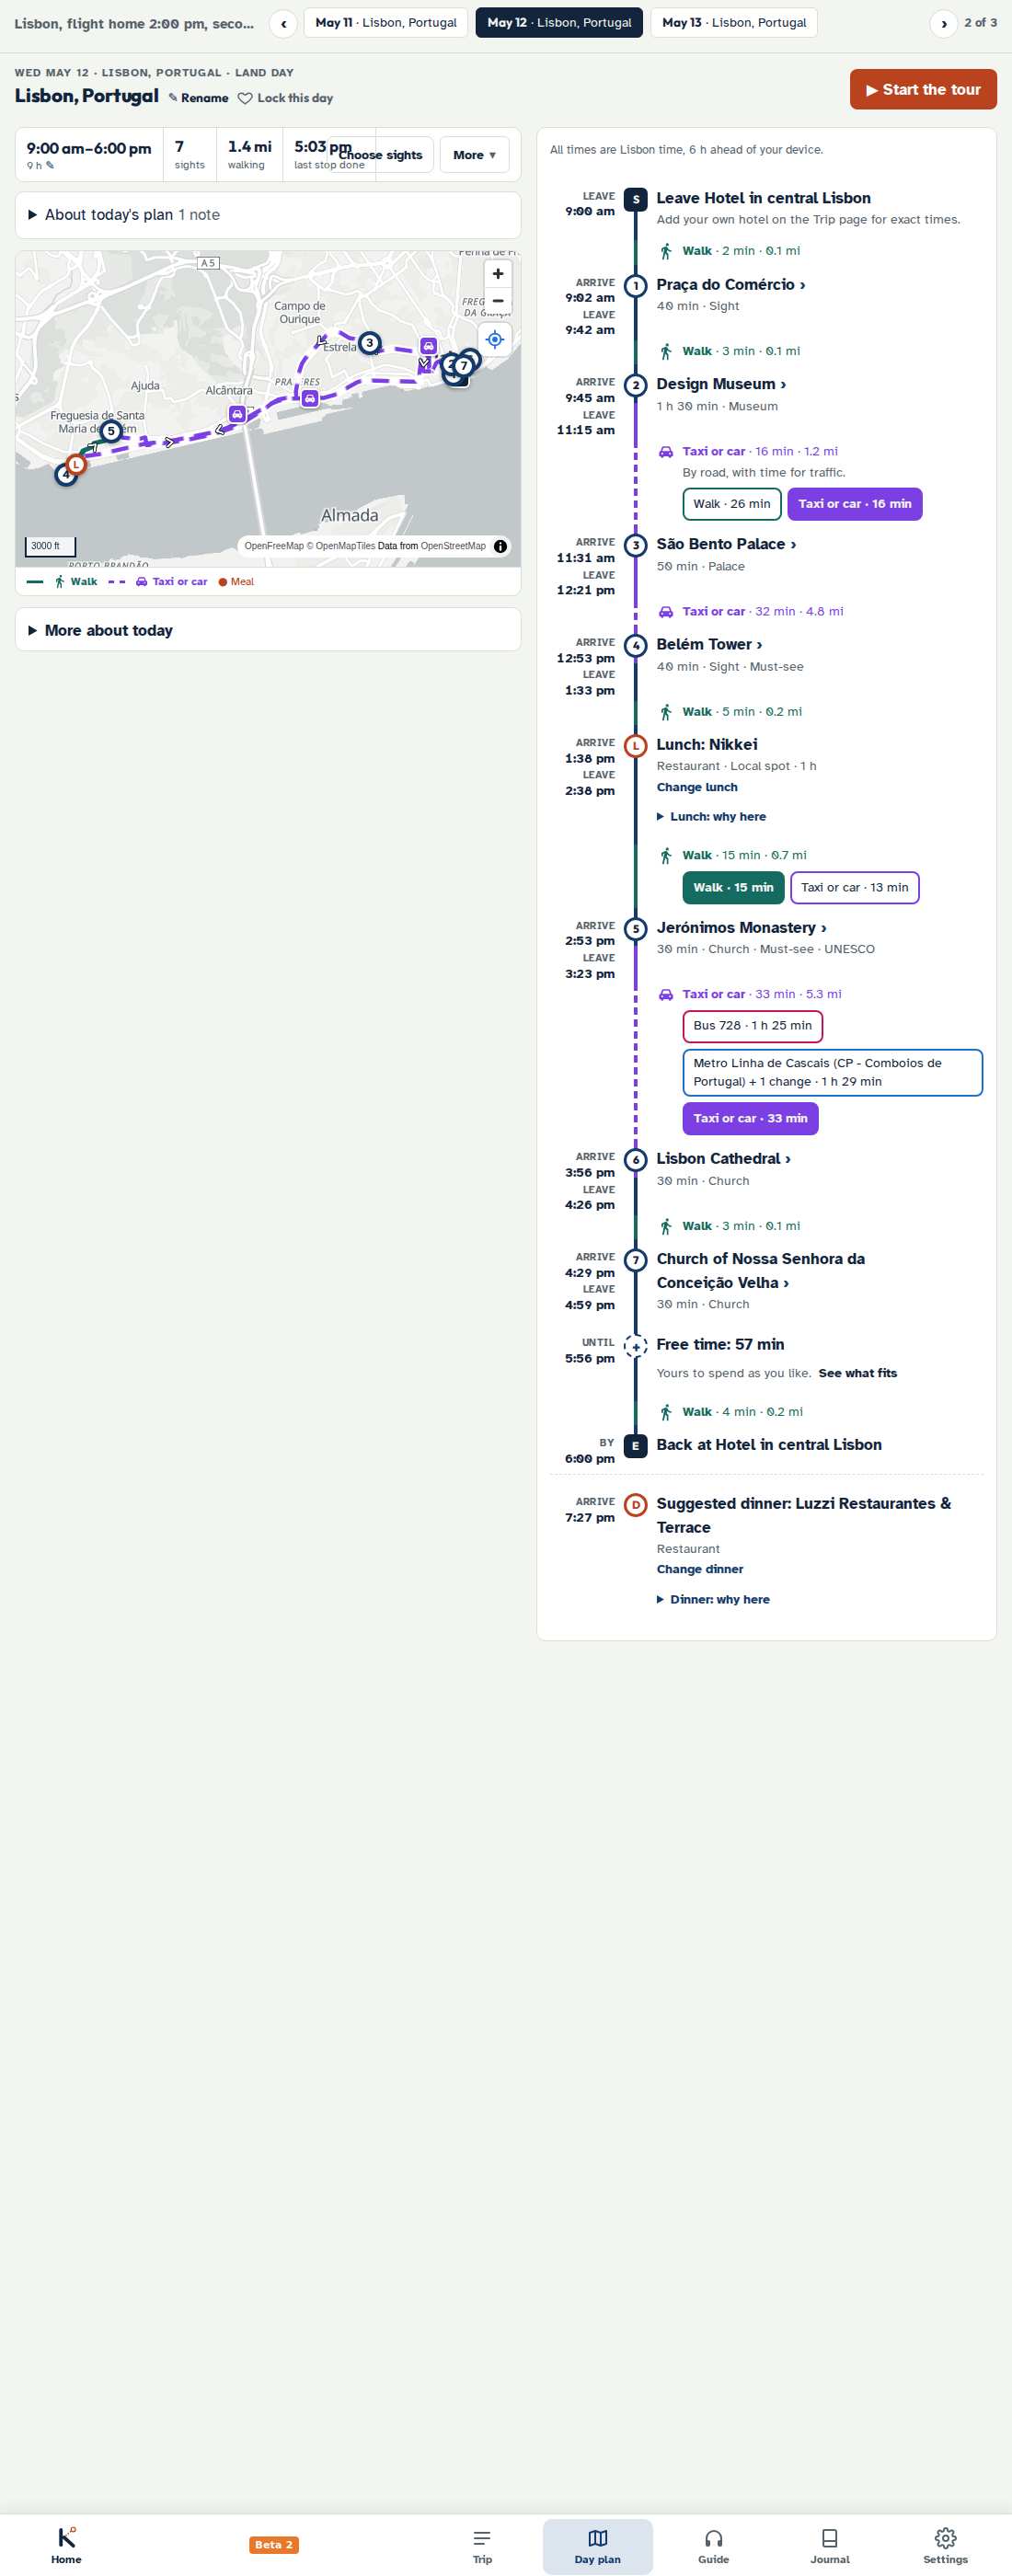 Lisbon, flight home 2:00 pm, seco...
‹
May 11 · Lisbon, Portugal
May 12 · Lisbon, Portugal
May 13 · Lisbon, Portugal
›
2 of 3
WED MAY 12 · LISBON, PORTUGAL · LAND DAY
Lisbon, Portugal ✎ Rename Lock this day
▶ Start the tour
9:00 am–6:00 pm
9 h ✎
7
sights
1.4 mi
walking
5:03 pm
last stop done
Choose sights
More ▾
▶ About today's plan 1 note
A 5
Campo de
Ourique
Estrela
Ajuda
Alcântara
Freguesia de Santa
Almada
3
7
5
4
L
+
−
3000 ft
OpenFreeMap © OpenMapTiles Data from OpenStreetMap
Walk Taxi or car Meal
▶ More about today
All times are Lisbon time, 6 h ahead of your device.
LEAVE
9:00 am
S
Leave Hotel in central Lisbon
Add your own hotel on the Trip page for exact times.
Walk · 2 min · 0.1 mi
ARRIVE
9:02 am
LEAVE
9:42 am
1
Praça do Comércio ›
40 min · Sight
Walk · 3 min · 0.1 mi
ARRIVE
9:45 am
LEAVE
11:15 am
2
Design Museum ›
1 h 30 min · Museum
Taxi or car · 16 min · 1.2 mi
By road, with time for traffic.
Walk · 26 min
Taxi or car · 16 min
ARRIVE
11:31 am
LEAVE
12:21 pm
3
São Bento Palace ›
50 min · Palace
Taxi or car · 32 min · 4.8 mi
ARRIVE
12:53 pm
LEAVE
1:33 pm
4
Belém Tower ›
40 min · Sight · Must-see
Walk · 5 min · 0.2 mi
ARRIVE
1:38 pm
LEAVE
2:38 pm
L
Lunch: Nikkei
Restaurant · Local spot · 1 h
Change lunch
▶ Lunch: why here
Walk · 15 min · 0.7 mi
Walk · 15 min
Taxi or car · 13 min
ARRIVE
2:53 pm
LEAVE
3:23 pm
5
Jerónimos Monastery ›
30 min · Church · Must-see · UNESCO
Taxi or car · 33 min · 5.3 mi
Bus 728 · 1 h 25 min
Metro Linha de Cascais (CP - Comboios de
Portugal) + 1 change · 1 h 29 min
Taxi or car · 33 min
ARRIVE
3:56 pm
LEAVE
4:26 pm
6
Lisbon Cathedral ›
30 min · Church
Walk · 3 min · 0.1 mi
ARRIVE
4:29 pm
LEAVE
4:59 pm
7
Church of Nossa Senhora da
Conceição Velha ›
30 min · Church
UNTIL
5:56 pm
+
Free time: 57 min
Yours to spend as you like. See what fits
Walk · 4 min · 0.2 mi
BY
6:00 pm
E
Back at Hotel in central Lisbon
ARRIVE
7:27 pm
D
Suggested dinner: Luzzi Restaurantes &
Terrace
Restaurant
Change dinner
▶ Dinner: why here
Home
Beta 2
Trip
Day plan
Guide
Journal
Settings